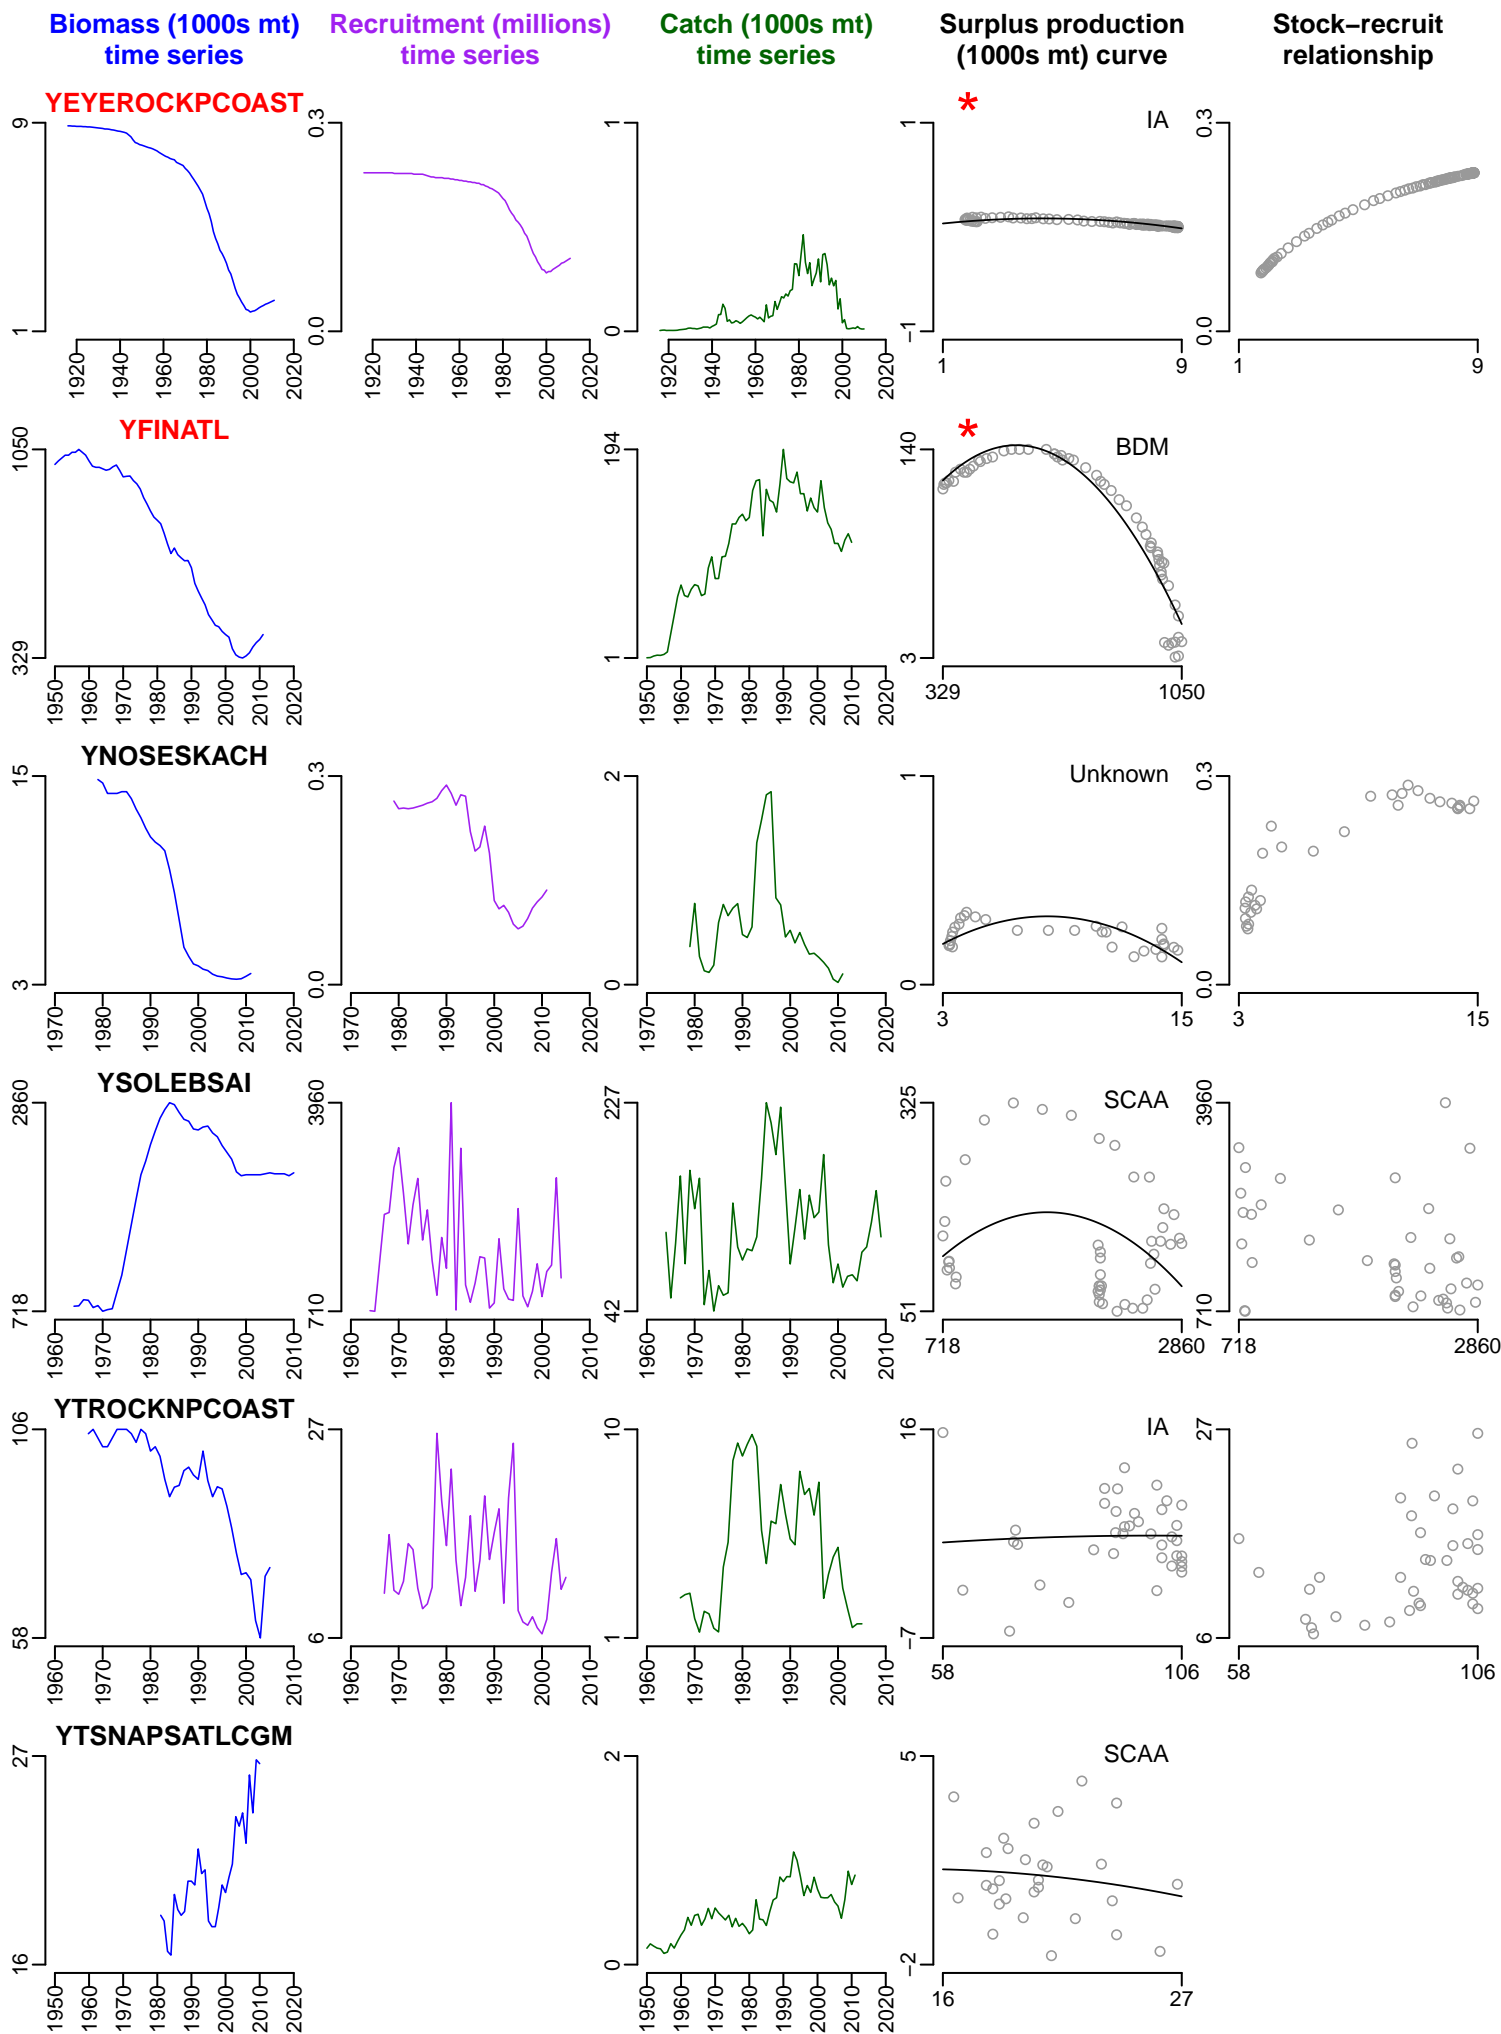 Biomass (1000s mt) Recruitment (millions) Catch (1000s mt) Surplus production Stock−recruit
time series time series time series (1000s mt) curve relationship
YEYEROCKPCOAST * IA
9 0.3 1 1 0.3
1 0.0 0 −1 0.0
1920 1940 1960 1980 2000 2020 1920 1940 1960 1980 2000 2020 1920 1940 1960 1980 2000 2020 1 9 1 9
YFINATL * BDM
1050 194 140
329 1 3
1950 1960 1970 1980 1990 2000 2010 2020 1950 1960 1970 1980 1990 2000 2010 2020 329 1050
YNOSESKACH Unknown
15 0.3 2 1 0.3
3 0.0 0 0 0.0
1970 1980 1990 2000 2010 2020 1970 1980 1990 2000 2010 2020 1970 1980 1990 2000 2010 2020 3 15 3 15
YSOLEBSAI SCAA
2860 3960 227 325 3960
718 710 42 51 710
1960 1970 1980 1990 2000 2010 1960 1970 1980 1990 2000 2010 1960 1970 1980 1990 2000 2010 718 2860 718 2860
YTROCKNPCOAST IA
106 27 10 16 27
58 6 1 −7 6
1960 1970 1980 1990 2000 2010 1960 1970 1980 1990 2000 2010 1960 1970 1980 1990 2000 2010 58 106 58 106
YTSNAPSATLCGM SCAA
27 2 5
16 0 −2
1950 1960 1970 1980 1990 2000 2010 2020 1950 1960 1970 1980 1990 2000 2010 2020 16 27